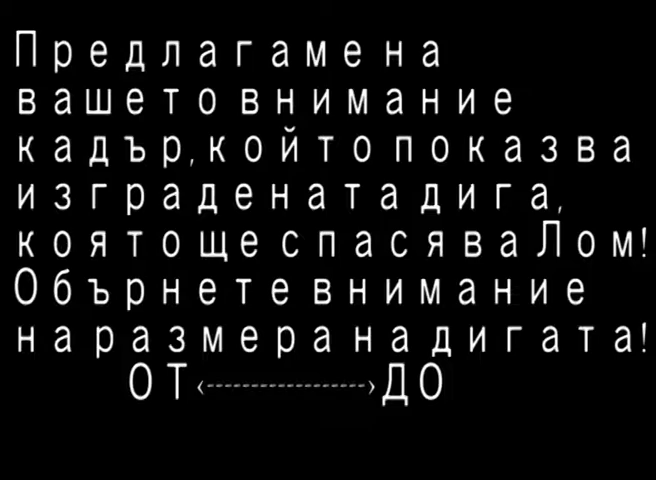 Предлагаме на
вашето внимание
кадър, който показва
изградената дига,
която ще спасява Лом!
Обърнете внимание
на размера на дигата!
ОТ<------------------>ДО